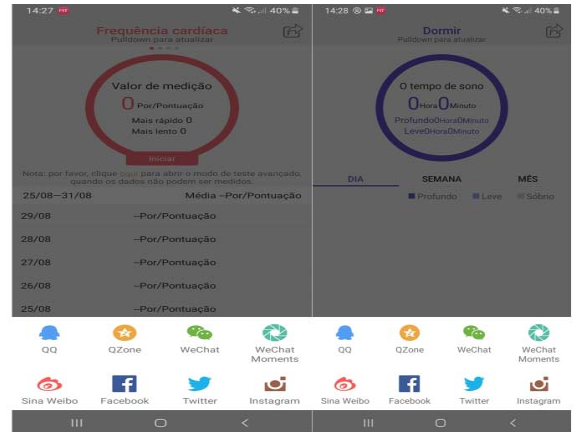 14:27 FIT 40%
Frequência cardíaca
Pulldown para atualizar
Valor de medição
0 Por/Pontuação
Mais rápido 0
Mais lento 0
Iniciar
Nota: por favor, clique aqui para abrir o modo de teste avançado,
quando os dados não podem ser medidos.
25/08—31/08 Média --Por/Pontuação
29/08 --Por/Pontuação
28/08 --Por/Pontuação
27/08 --Por/Pontuação
26/08 --Por/Pontuação
25/08 --Por/Pontuação
QQ QZone WeChat WeChat
Moments
Sina Weibo Facebook Twitter Instagram
14:28 FIT 40%
Dormir
Pulldown para atualizar
O tempo de sono
0Hora0Minuto
Profundo0Hora0Minuto
Leve0Hora0Minuto
DIA SEMANA MÊS
Profundo Leve Sóbrio
QQ QZone WeChat WeChat
Moments
Sina Weibo Facebook Twitter Instagram